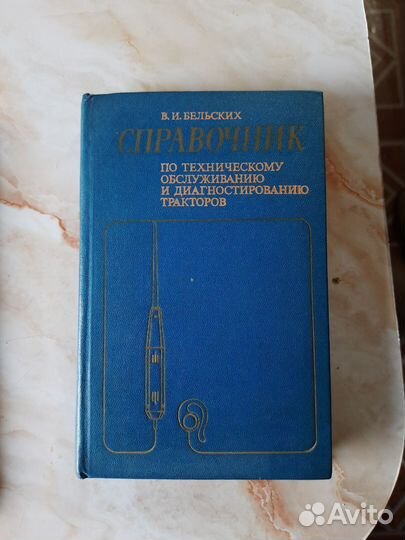 В. И. БЕЛЬСКИХ
СПРАВОЧНИК
ПО ТЕХНИЧЕСКОМУ
ОБСЛУЖИВАНИЮ
И ДИАГНОСТИРОВАНИЮ
ТРАКТОРОВ
Avito